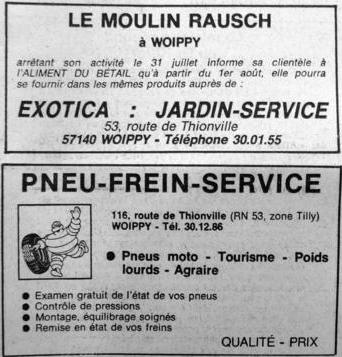 LE MOULIN RAUSCH
à WOIPPY
arrêtant son activité le 31 juillet informe sa clientèle à
l'ALIMENT DU BÉTAIL qu'à partir du 1er août, elle pourra
se fournir dans les mêmes produits auprès de :
EXOTICA : JARDIN-SERVICE
53, route de Thionville
57140 WOIPPY - Téléphone 30.01.55
PNEU-FREIN-SERVICE
116, route de Thionville (RN 53, zone Tilly)
WOIPPY - Tél. 30.12.86
● Pneus moto - Tourisme - Poids
lourds - Agraire
● Examen gratuit de l'état de vos pneus
● Contrôle de pressions
● Montage, équilibrage soignés
● Remise en état de vos freins
QUALITÉ - PRIX